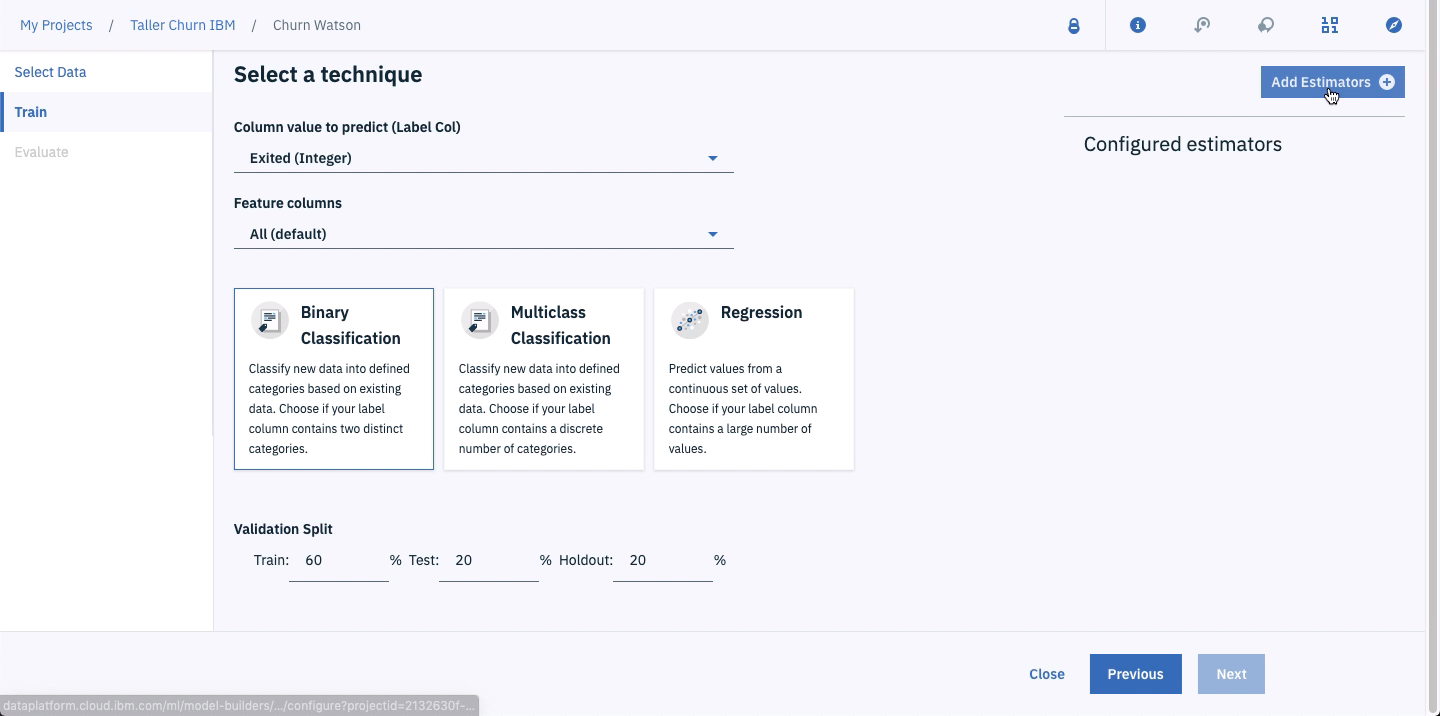 My Projects / Taller Churn IBM / Churn Watson
Select Data
Train
Evaluate
Select a technique
Add Estimators
Column value to predict (Label Col)
Exited (Integer)
Configured estimators
Feature columns
All (default)
Binary
Classification
Classify new data into defined
categories based on existing
data. Choose if your label
column contains two distinct
categories.
Multiclass
Classification
Classify new data into defined
categories based on existing
data. Choose if your label
column contains a discrete
number of categories.
Regression
Predict values from a
continuous set of values.
Choose if your label column
contains a large number of
values.
Validation Split
Train: 60 % Test: 20 % Holdout: 20 %
Close Previous Next
dataplatform.cloud.ibm.com/ml/model-builders/.../configure?projectid=2132630f-...